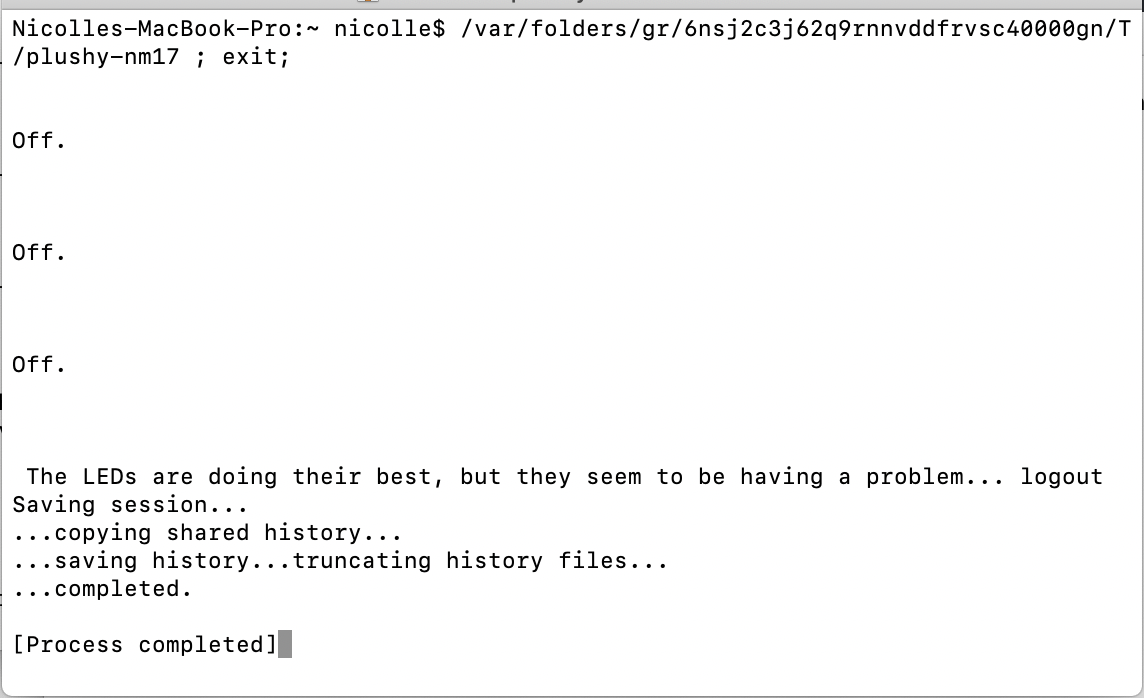 Nicolles-MacBook-Pro:~ nicolle$ /var/folders/gr/6nsj2c3j62q9rnnvddfrvsc40000gn/T
/plushy-nm17 ; exit;
Off.
Off.
Off.
The LEDs are doing their best, but they seem to be having a problem... logout
Saving session...
...copying shared history...
...saving history...truncating history files...
...completed.
[Process completed]